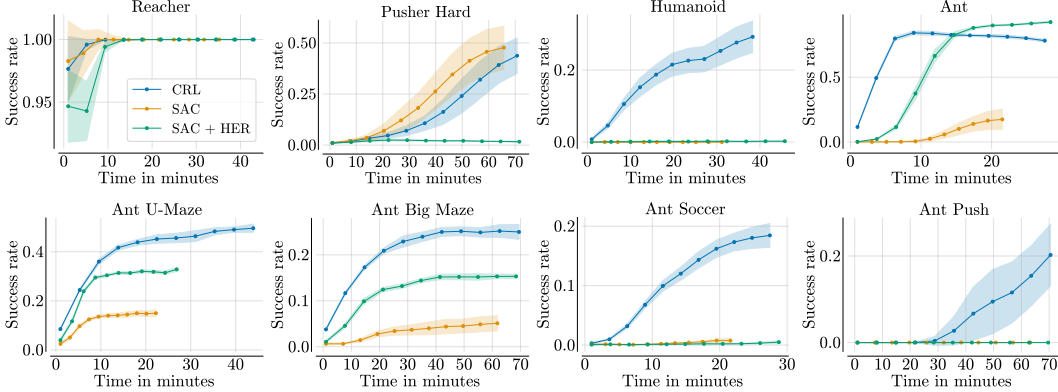 Reacher
Pusher Hard
Humanoid
Ant
Success rate
1.00
0.95
CRL
SAC
SAC + HER
0 10 20 30 40
Time in minutes
Success rate
0.50
0.25
0.00
0 10 20 30 40 50 60 70
Time in minutes
Success rate
0.2
0.0
0 10 20 30 40
Time in minutes
Success rate
0.5
0.0
0 10 20
Time in minutes
Ant U-Maze
Ant Big Maze
Ant Soccer
Ant Push
Success rate
0.4
0.2
0.0
0 10 20 30 40
Time in minutes
Success rate
0.2
0.1
0.0
0 10 20 30 40 50 60 70
Time in minutes
Success rate
0.2
0.1
0.0
0 10 20 30
Time in minutes
Success rate
0.2
0.0
0 10 20 30 40 50 60 70
Time in minutes